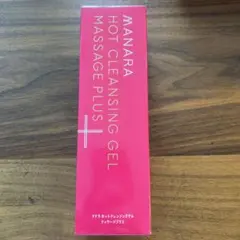 MANARA
HOT CLEANSING GEL
MASSAGE PLUS
+
マナラ ホットクレンジングゲル
マッサージプラス